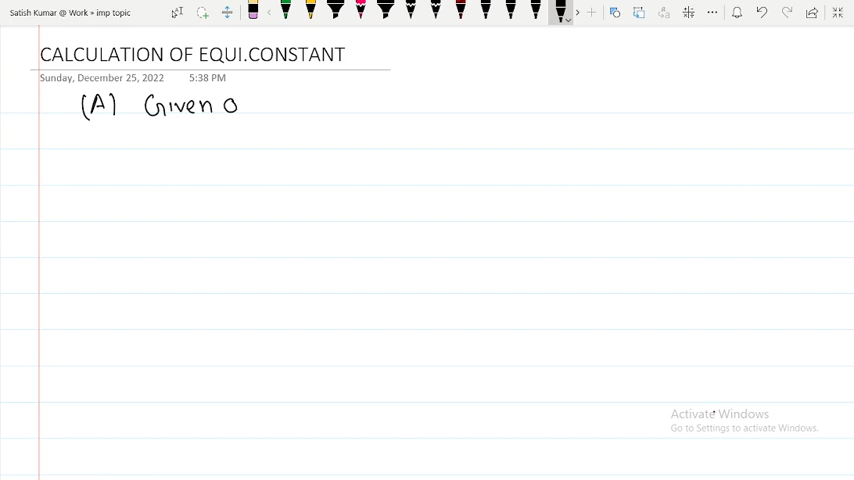 Satish Kumar @ Work » imp topic
CALCULATION OF EQUI.CONSTANT
Sunday, December 25, 2022 5:38 PM
(A) Given o
Activate Windows
Go to Settings to activate Windows.